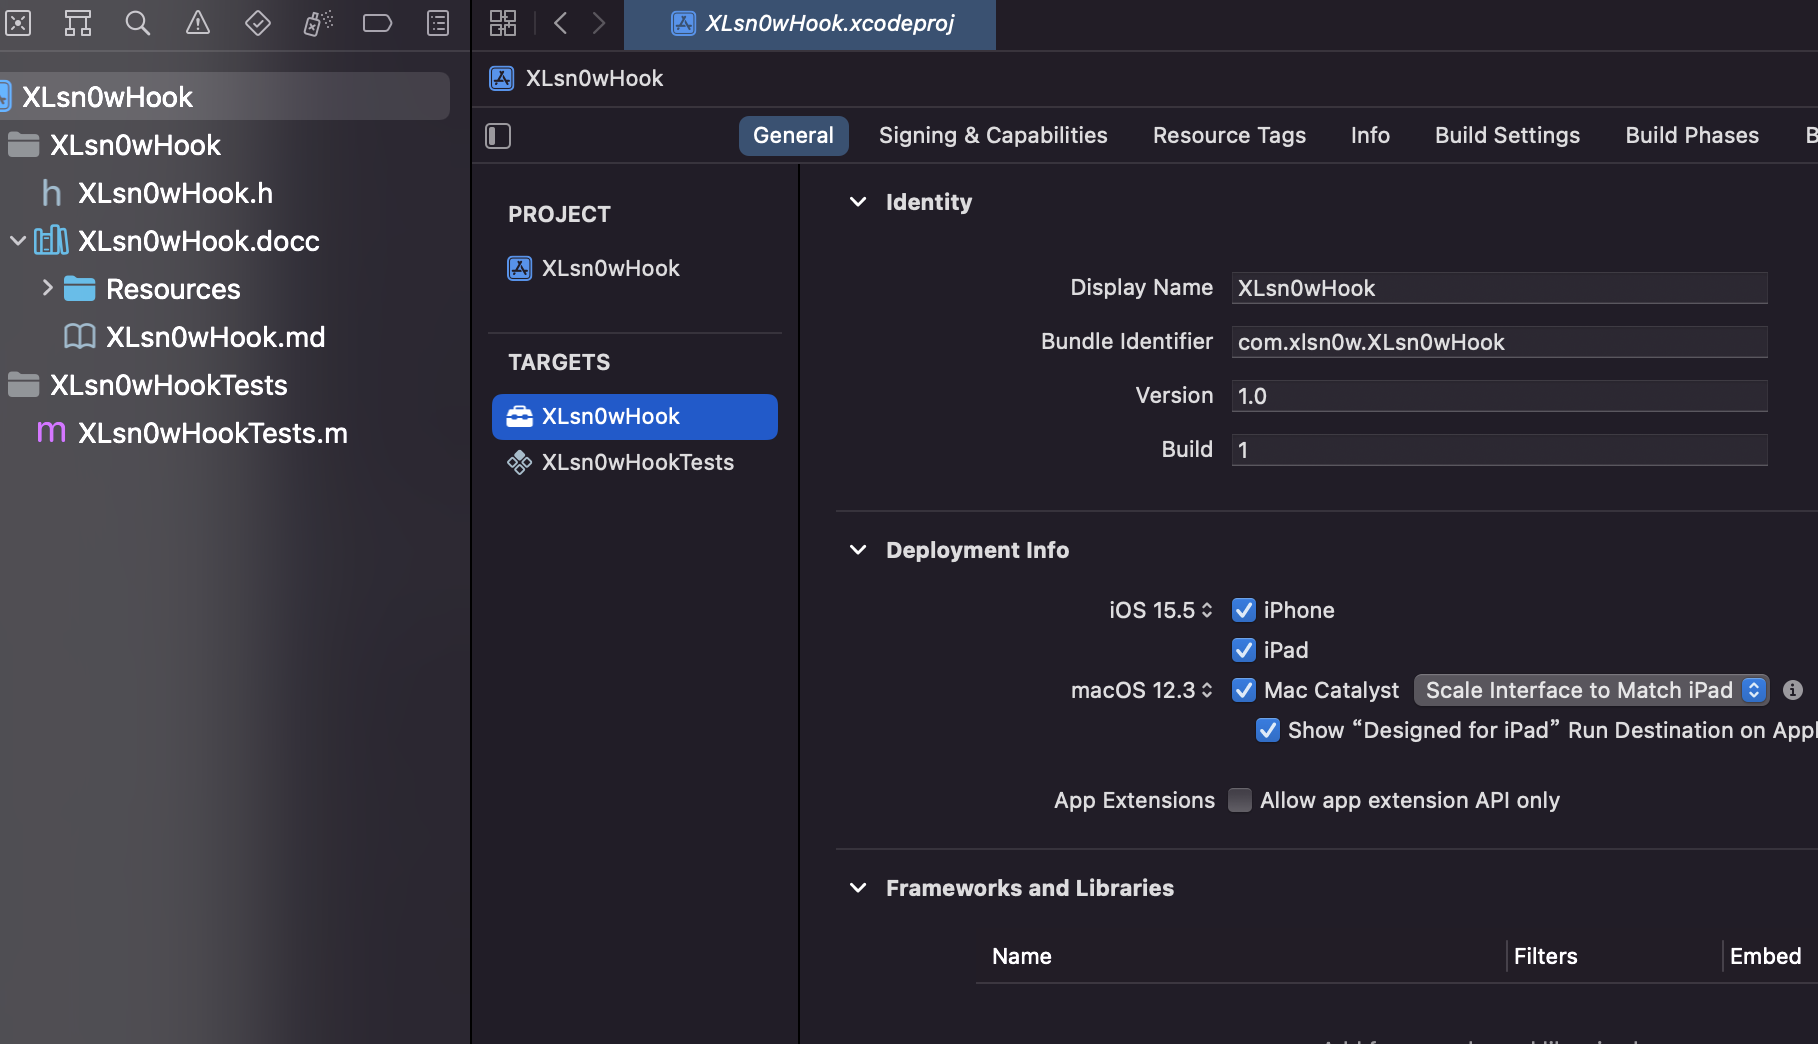 XLsn0wHook.xcodeproj
XLsn0wHook
XLsn0wHook
XLsn0wHook
h XLsn0wHook.h
XLsn0wHook.docc
Resources
XLsn0wHook.md
XLsn0wHookTests
m XLsn0wHookTests.m
General Signing & Capabilities Resource Tags Info Build Settings Build Phases B
PROJECT
XLsn0wHook
TARGETS
XLsn0wHook
XLsn0wHookTests
Identity
Display Name XLsn0wHook
Bundle Identifier com.xlsn0w.XLsn0wHook
Version 1.0
Build 1
Deployment Info
iOS 15.5 iPhone
iPad
macOS 12.3 Mac Catalyst Scale Interface to Match iPad
Show “Designed for iPad” Run Destination on Appl
App Extensions Allow app extension API only
Frameworks and Libraries
Name Filters Embed